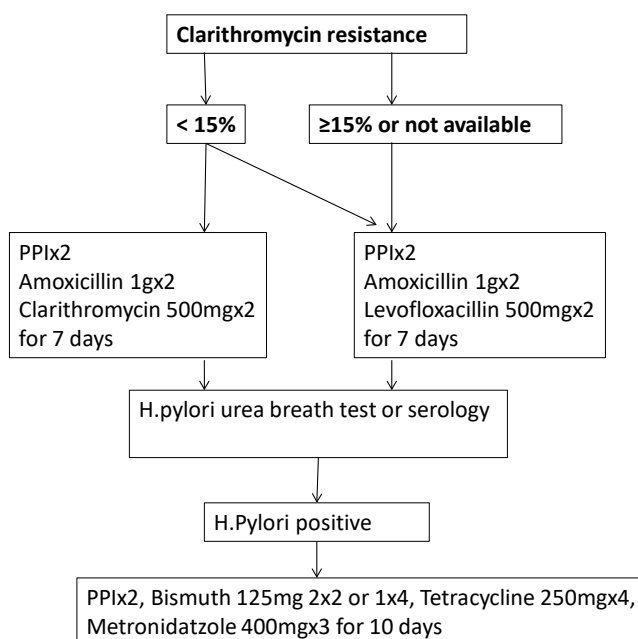 Clarithromycin resistance
< 15%
≥15% or not available
PPIx2
Amoxicillin 1gx2
Clarithromycin 500mgx2
for 7 days
PPIx2
Amoxicillin 1gx2
Levofloxacillin 500mgx2
for 7 days
H.pylori urea breath test or serology
H.Pylori positive
PPIx2, Bismuth 125mg 2x2 or 1x4, Tetracycline 250mgx4,
Metronidatzole 400mgx3 for 10 days